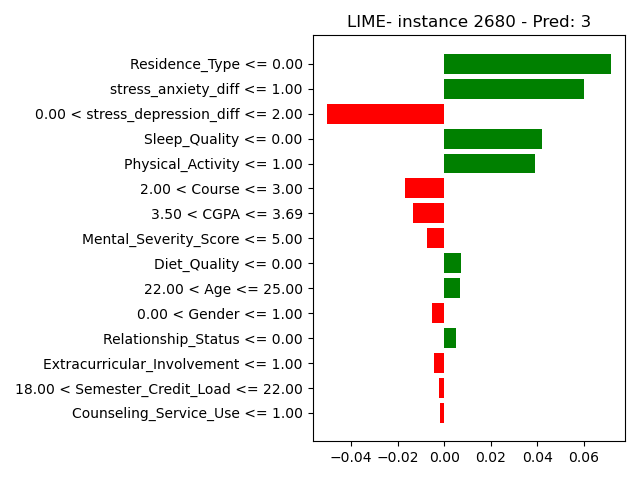 LIME- instance 2680 - Pred: 3
Residence_Type <= 0.00
stress_anxiety_diff <= 1.00
0.00 < stress_depression_diff <= 2.00
Sleep_Quality <= 0.00
Physical_Activity <= 1.00
2.00 < Course <= 3.00
3.50 < CGPA <= 3.69
Mental_Severity_Score <= 5.00
Diet_Quality <= 0.00
22.00 < Age <= 25.00
0.00 < Gender <= 1.00
Relationship_Status <= 0.00
Extracurricular_Involvement <= 1.00
18.00 < Semester_Credit_Load <= 22.00
Counseling_Service_Use <= 1.00
−0.04 −0.02 0.00 0.02 0.04 0.06